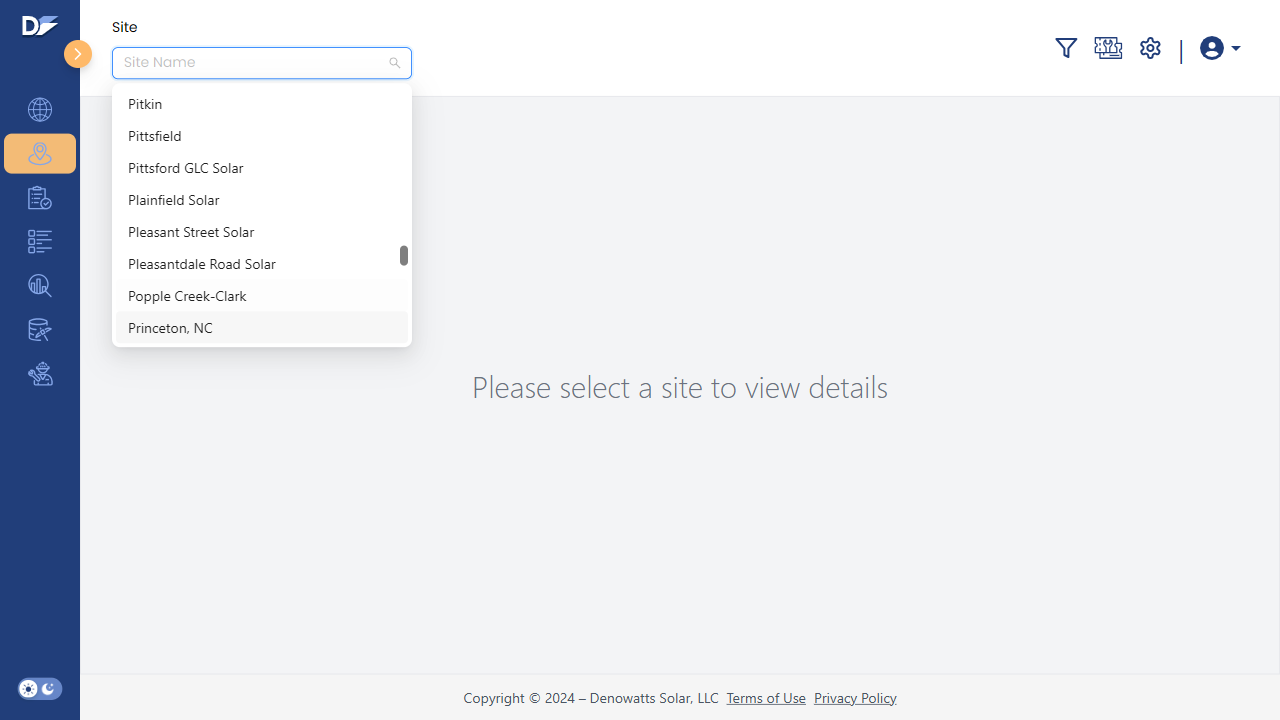 Site
Site Name
Pitkin
Pittsfield
Pittsford GLC Solar
Plainfield Solar
Pleasant Street Solar
Pleasantdale Road Solar
Popple Creek-Clark
Princeton, NC
Please select a site to view details
Copyright © 2024 – Denowatts Solar, LLC Terms of Use Privacy Policy